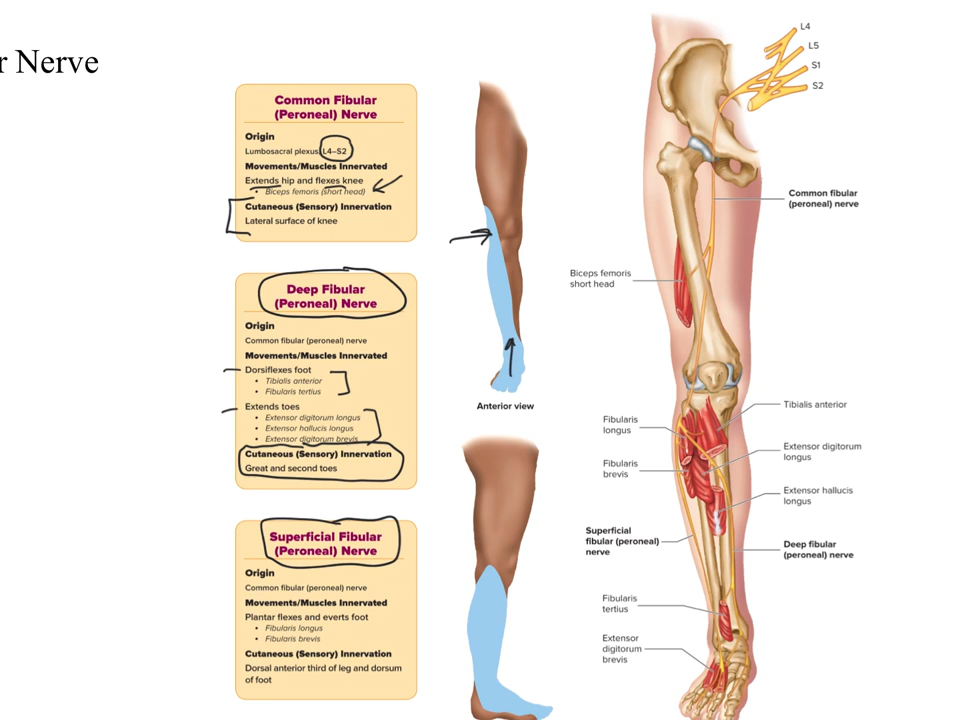 r Nerve
Common Fibular
(Peroneal) Nerve
Origin
Lumbosacral plexus L4–S2
Movements/Muscles Innervated
Extends hip and flexes knee
• Biceps femoris (short head)
Cutaneous (Sensory) Innervation
Lateral surface of knee
Deep Fibular
(Peroneal) Nerve
Origin
Common fibular (peroneal) nerve
Movements/Muscles Innervated
Dorsiflexes foot
• Tibialis anterior
• Fibularis tertius
Extends toes
• Extensor digitorum longus
• Extensor hallucis longus
• Extensor digitorum brevis
Cutaneous (Sensory) Innervation
Great and second toes
Superficial Fibular
(Peroneal) Nerve
Origin
Common fibular (peroneal) nerve
Movements/Muscles Innervated
Plantar flexes and everts foot
• Fibularis longus
• Fibularis brevis
Cutaneous (Sensory) Innervation
Dorsal anterior third of leg and dorsum
of foot
Anterior view
L4
L5
S1
S2
Common fibular
(peroneal) nerve
Biceps femoris
short head
Tibialis anterior
Fibularis
longus
Extensor digitorum
longus
Fibularis
brevis
Extensor hallucis
longus
Superficial
fibular (peroneal)
nerve
Deep fibular
(peroneal) nerve
Fibularis
tertius
Extensor
digitorum
brevis